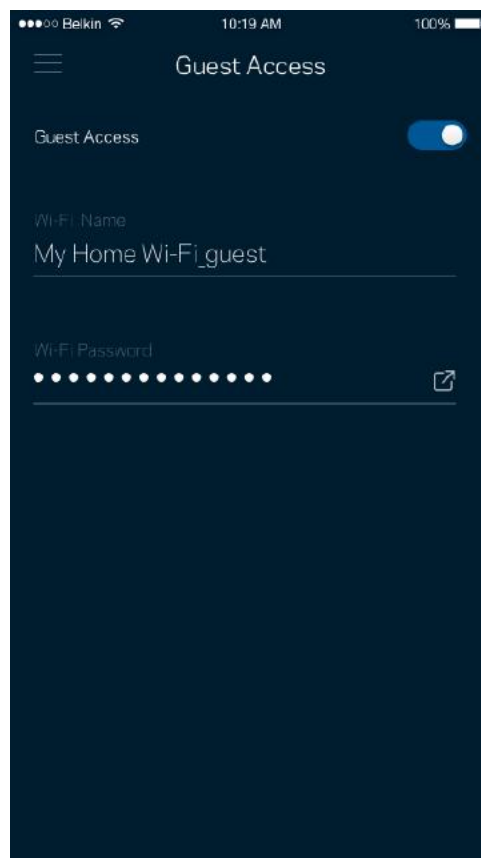 Belkin 10:19 AM 100%
Guest Access
Guest Access
Wi-Fi Name
My Home Wi-Fi_guest
Wi-Fi Password
••••••••••••••